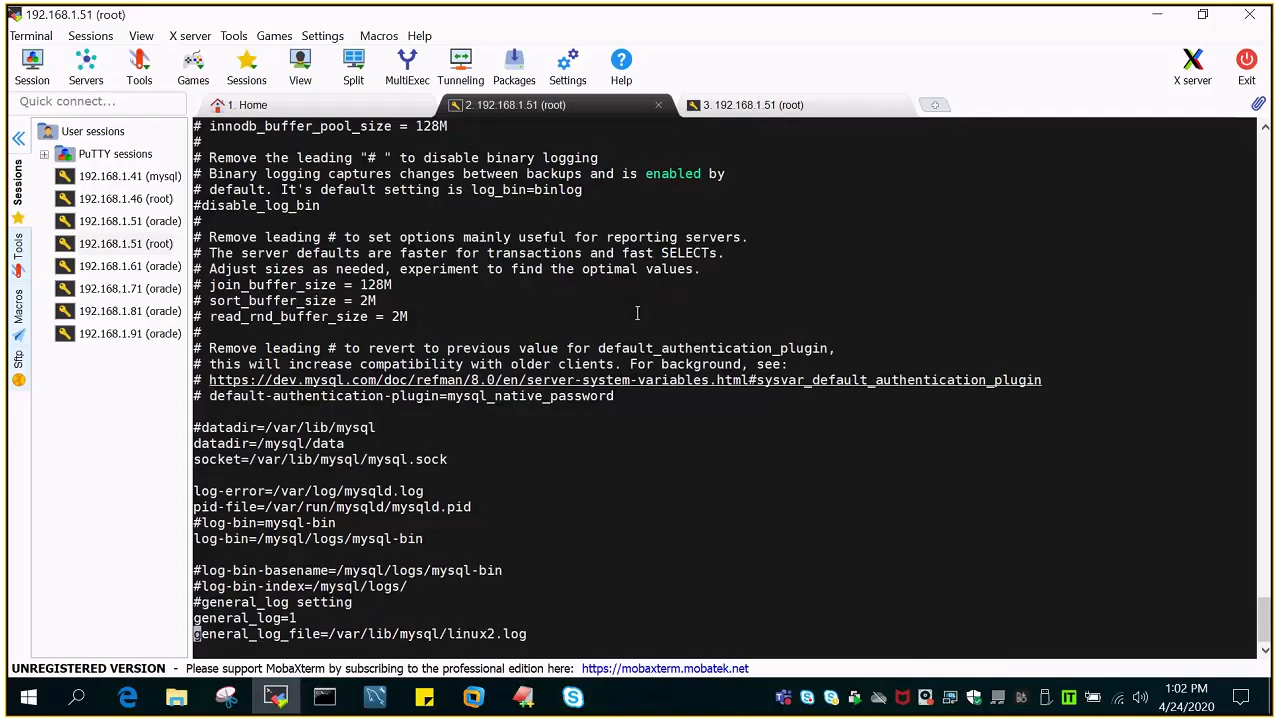 192.168.1.51 (root)
Terminal Sessions View X server Tools Games Settings Macros Help
Session Servers Tools Games Sessions View Split MultiExec Tunneling Packages Settings Help X server Exit
Quick connect...
1. Home
2. 192.168.1.51 (root)
3. 192.168.1.51 (root)
User sessions
PuTTY sessions
192.168.1.41 (mysql)
192.168.1.46 (root)
192.168.1.51 (oracle)
192.168.1.51 (root)
192.168.1.61 (oracle)
192.168.1.71 (oracle)
192.168.1.81 (oracle)
192.168.1.91 (oracle)
Sessions
Tools
Macros
Sftp
# innodb_buffer_pool_size = 128M
#
# Remove the leading "# " to disable binary logging
# Binary logging captures changes between backups and is enabled by
# default. It's default setting is log_bin=binlog
#disable_log_bin
#
# Remove leading # to set options mainly useful for reporting servers.
# The server defaults are faster for transactions and fast SELECTs.
# Adjust sizes as needed, experiment to find the optimal values.
# join_buffer_size = 128M
# sort_buffer_size = 2M
# read_rnd_buffer_size = 2M
#
# Remove leading # to revert to previous value for default_authentication_plugin,
# this will increase compatibility with older clients. For background, see:
# https://dev.mysql.com/doc/refman/8.0/en/server-system-variables.html#sysvar_default_authentication_plugin
# default-authentication-plugin=mysql_native_password
#datadir=/var/lib/mysql
datadir=/mysql/data
socket=/var/lib/mysql/mysql.sock
log-error=/var/log/mysqld.log
pid-file=/var/run/mysqld/mysqld.pid
#log-bin=mysql-bin
log-bin=/mysql/logs/mysql-bin
#log-bin-basename=/mysql/logs/mysql-bin
#log-bin-index=/mysql/logs/
#general_log setting
general_log=1
general_log_file=/var/lib/mysql/linux2.log
UNREGISTERED VERSION - Please support MobaXterm by subscribing to the professional edition here: https://mobaxterm.mobatek.net
1:02 PM
4/24/2020